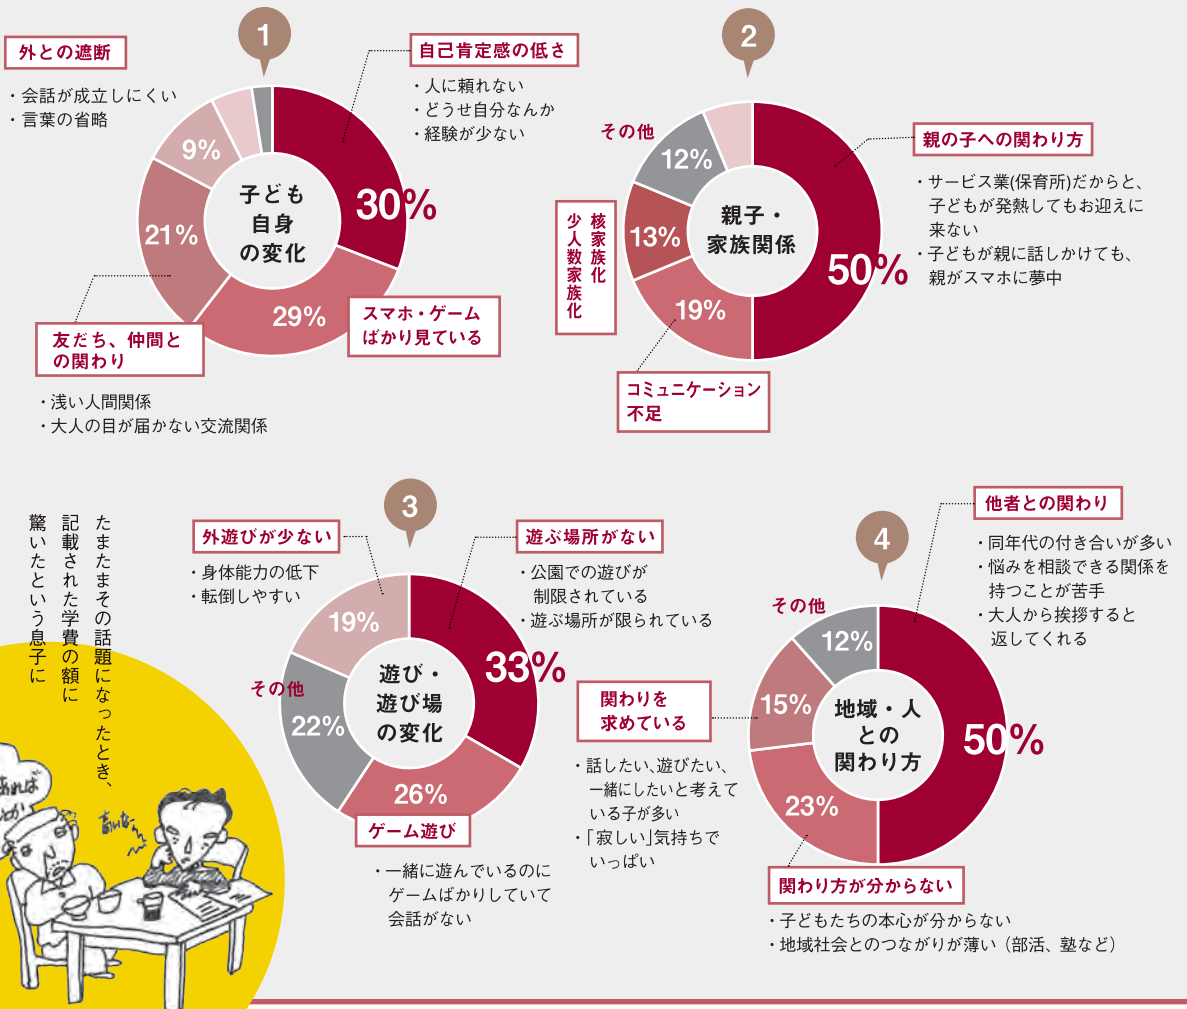 1
外との遮断
・会話が成立しにくい
・言葉の省略
自己肯定感の低さ
・人に頼れない
・どうせ自分なんか
・経験が少ない
9%
30%
21%
29%
子ども
自身
の変化
スマホ・ゲーム
ばかり見ている
友だち、仲間と
の関わり
・浅い人間関係
・大人の目が届かない交流関係
2
その他
12%
親の子への関わり方
・サービス業(保育所)だからと、
子どもが発熱してもお迎えに
来ない
・子どもが親に話しかけても、
親がスマホに夢中
核家族化
少人数家族化
13%
親子・
家族関係
50%
19%
コミュニケーション
不足
3
外遊びが少ない
・身体能力の低下
・転倒しやすい
遊ぶ場所がない
・公園での遊びが
制限されている
・遊ぶ場所が限られている
19%
33%
その他
22%
遊び・
遊び場
の変化
26%
ゲーム遊び
・一緒に遊んでいるのに
ゲームばかりしていて
会話がない
4
他者との関わり
・同年代の付き合いが多い
・悩みを相談できる関係を
持つことが苦手
・大人から挨拶すると
返してくれる
その他
12%
関わりを
求めている
・話したい、遊びたい、
一緒にしたいと考えて
いる子が多い
・「寂しい」気持ちで
いっぱい
15%
地域・人
との
関わり方
50%
23%
関わり方が分からない
・子どもたちの本心が分からない
・地域社会とのつながりが薄い（部活、塾など）
たまたまその話題になったとき、
記載された学費の額に
驚いたという息子に
あれば